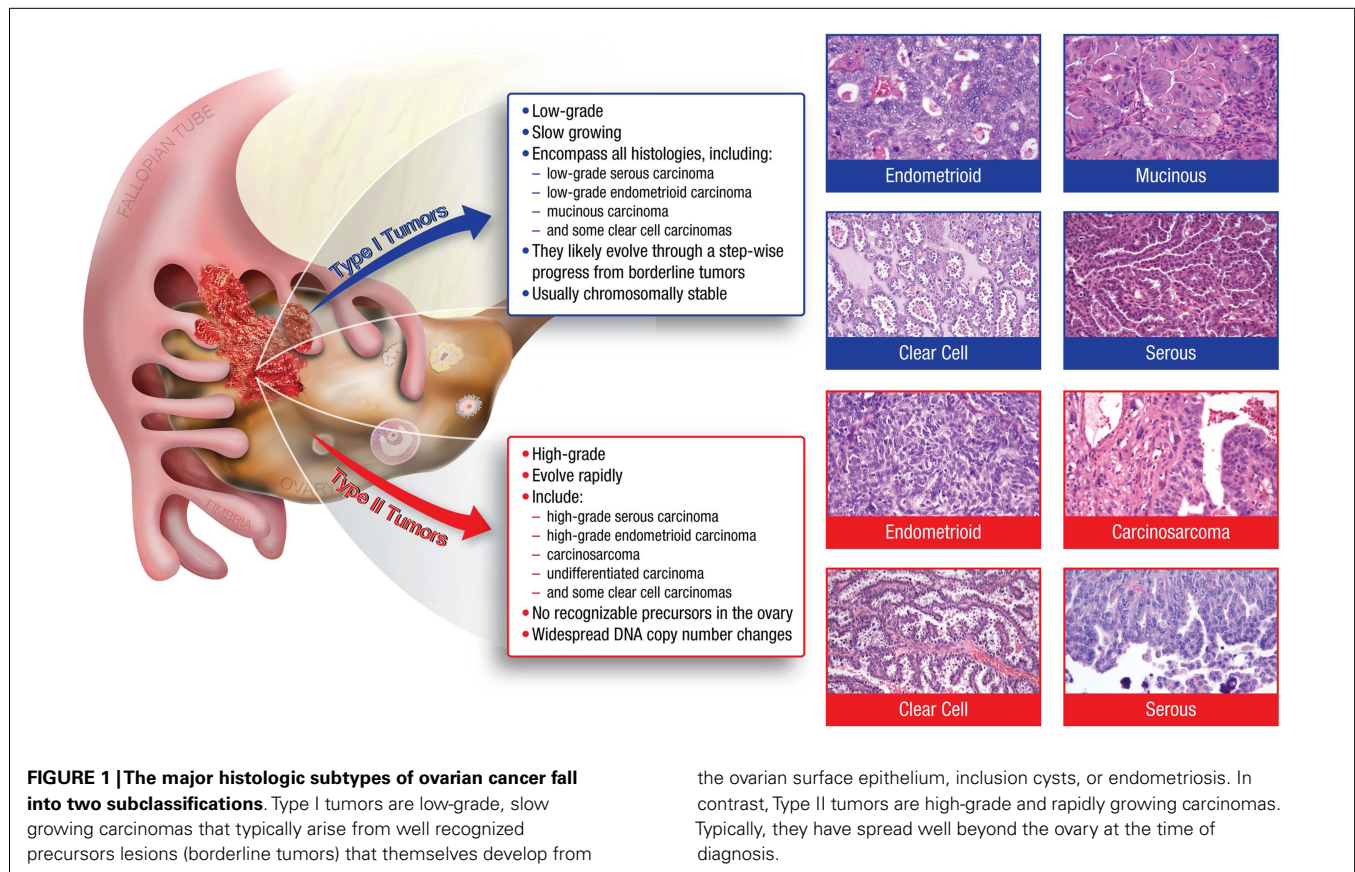 FALLOPIAN TUBE
FIMBRIA
OVARY
Type I Tumors
• Low-grade
• Slow growing
• Encompass all histologies, including:
– low-grade serous carcinoma
– low-grade endometrioid carcinoma
– mucinous carcinoma
– and some clear cell carcinomas
• They likely evolve through a step-wise
progress from borderline tumors
• Usually chromosomally stable
Type II Tumors
• High-grade
• Evolve rapidly
• Include:
– high-grade serous carcinoma
– high-grade endometrioid carcinoma
– carcinosarcoma
– undifferentiated carcinoma
– and some clear cell carcinomas
• No recognizable precursors in the ovary
• Widespread DNA copy number changes
Endometrioid
Mucinous
Clear Cell
Serous
Endometrioid
Carcinosarcoma
Clear Cell
Serous
FIGURE 1 | The major histologic subtypes of ovarian cancer fall
into two subclassifications. Type I tumors are low-grade, slow
growing carcinomas that typically arise from well recognized
precursors lesions (borderline tumors) that themselves develop from
the ovarian surface epithelium, inclusion cysts, or endometriosis. In
contrast, Type II tumors are high-grade and rapidly growing carcinomas.
Typically, they have spread well beyond the ovary at the time of
diagnosis.